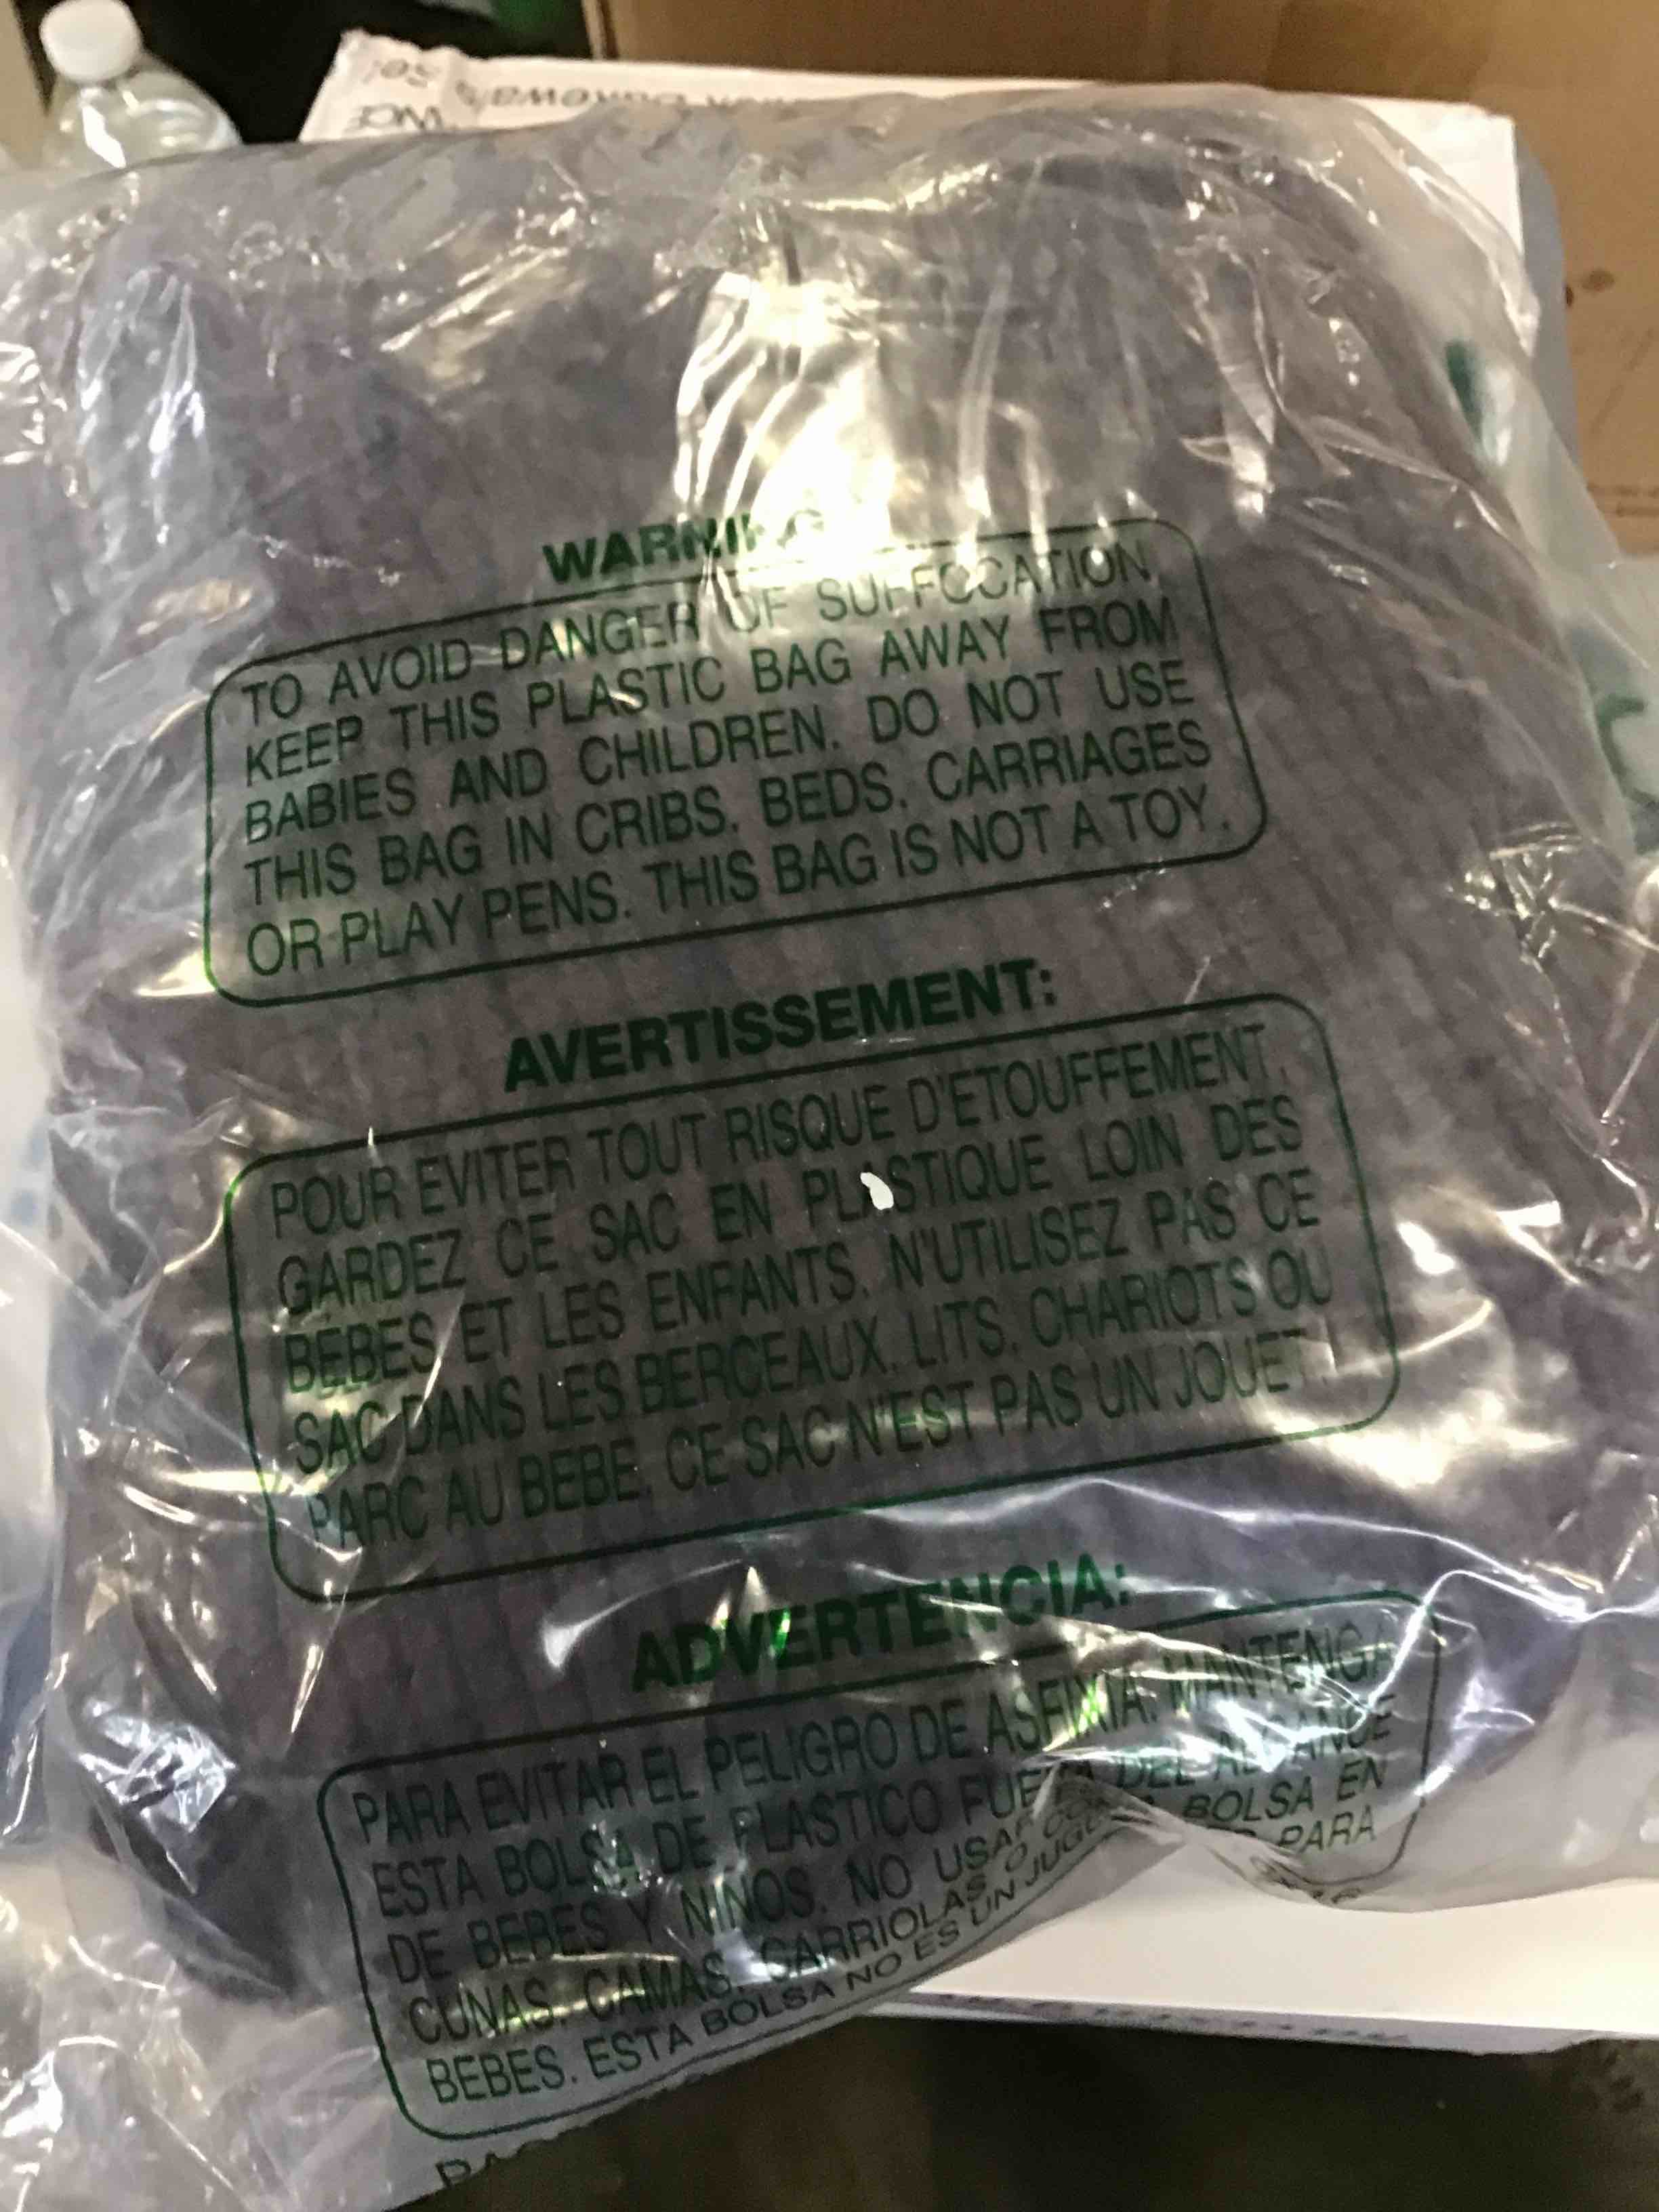 WARNING
TO AVOID DANGER OF SUFFOCATION,
KEEP THIS PLASTIC BAG AWAY FROM
BABIES AND CHILDREN. DO NOT USE
THIS BAG IN CRIBS. BEDS. CARRIAGES
OR PLAY PENS. THIS BAG IS NOT A TOY.
AVERTISSEMENT:
POUR EVITER TOUT RISQUE D'ETOUFFEMENT,
GARDEZ CE SAC EN PLASTIQUE LOIN DES
BEBES ET LES ENFANTS. N'UTILISEZ PAS CE
SAC DANS LES BERCEAUX. LITS. CHARIOTS OU
PARC AU BEBE. CE SAC N'EST PAS UN JOUET.
ADVERTENCIA:
PARA EVITAR EL PELIGRO DE ASFIXIA. MANTENGA
ESTA BOLSA DE PLASTICO FUERA DEL ALCANCE
DE BEBES Y NINOS. NO USAR BOLSA EN
CUNAS. CAMAS. CARRIOLAS O PARA
BEBES. ESTA BOLSA NO ES UN